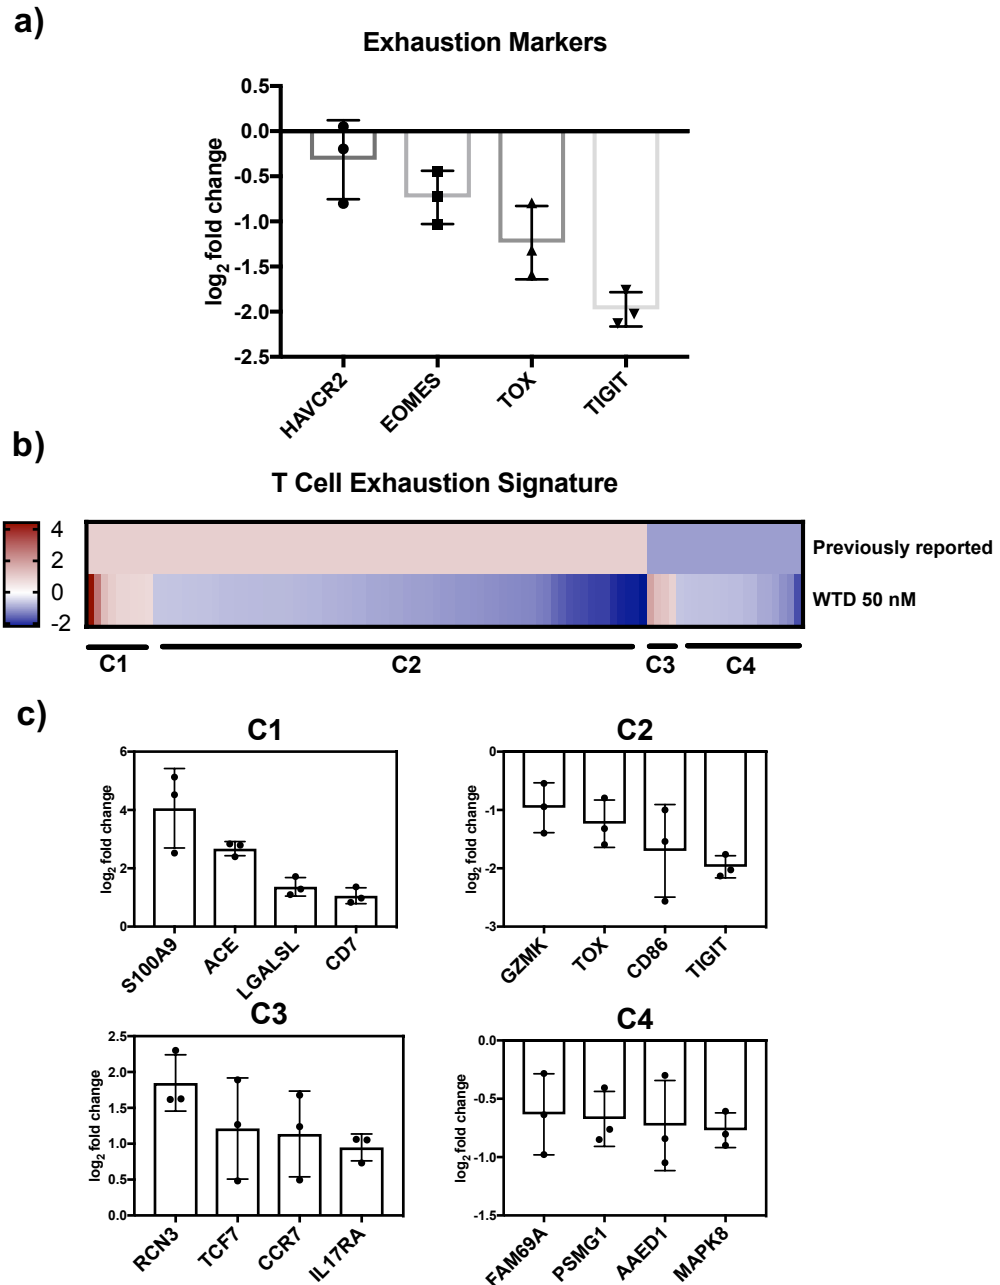 a)
Exhaustion Markers
log2 fold change
0.5
0.0
-0.5
-1.0
-1.5
-2.0
-2.5
HAVCR2
EOMES
TOX
TIGIT
b)
T Cell Exhaustion Signature
4
2
0
-2
Previously reported
WTD 50 nM
C1
C2
C3
C4
c)
C1
log2 fold change
6
4
2
0
S100A9
ACE
LGALSL
CD7
C2
log2 fold change
0
-1
-2
-3
GZMK
TOX
CD86
TIGIT
C3
log2 fold change
2.5
2.0
1.5
1.0
0.5
0.0
RCN3
TCF7
CCR7
IL17RA
C4
log2 fold change
0.0
-0.5
-1.0
-1.5
FAM69A
PSMG1
AAED1
MAPK8